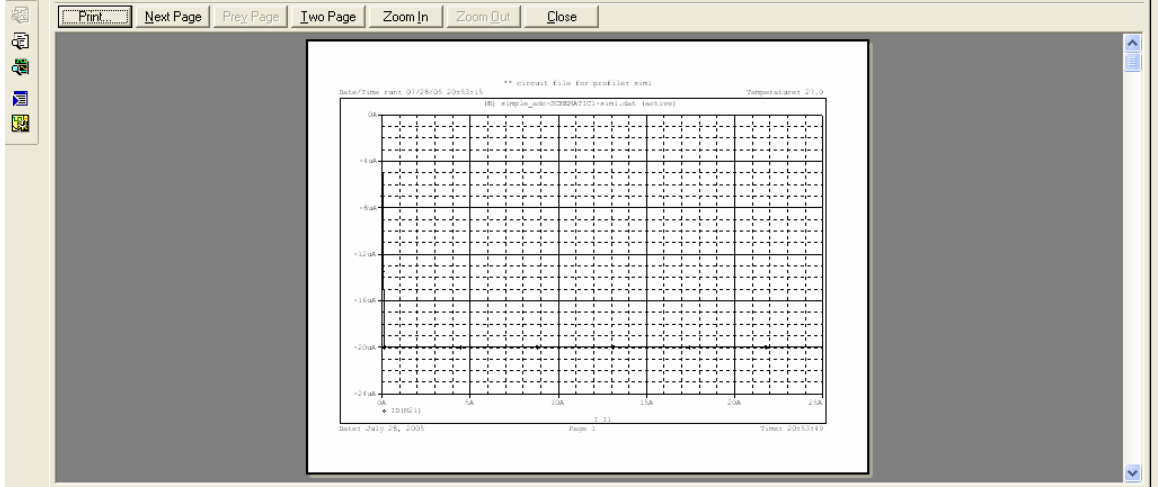 Print... Next Page Prev Page Two Page Zoom In Zoom Out Close
** circuit file for profile: sim1
Date/Time run: 07/28/05 20:53:15 Temperature: 27.0
(B) simple_adc-SCHEMATIC1-sim1.dat (active)
0A
-4uA
-8uA
-12uA
-16uA
-20uA
-24uA
0A 5A 10A 15A 20A 25A
ID(M21)
I_I1
Date: July 28, 2005 Page 1 Time: 20:53:49